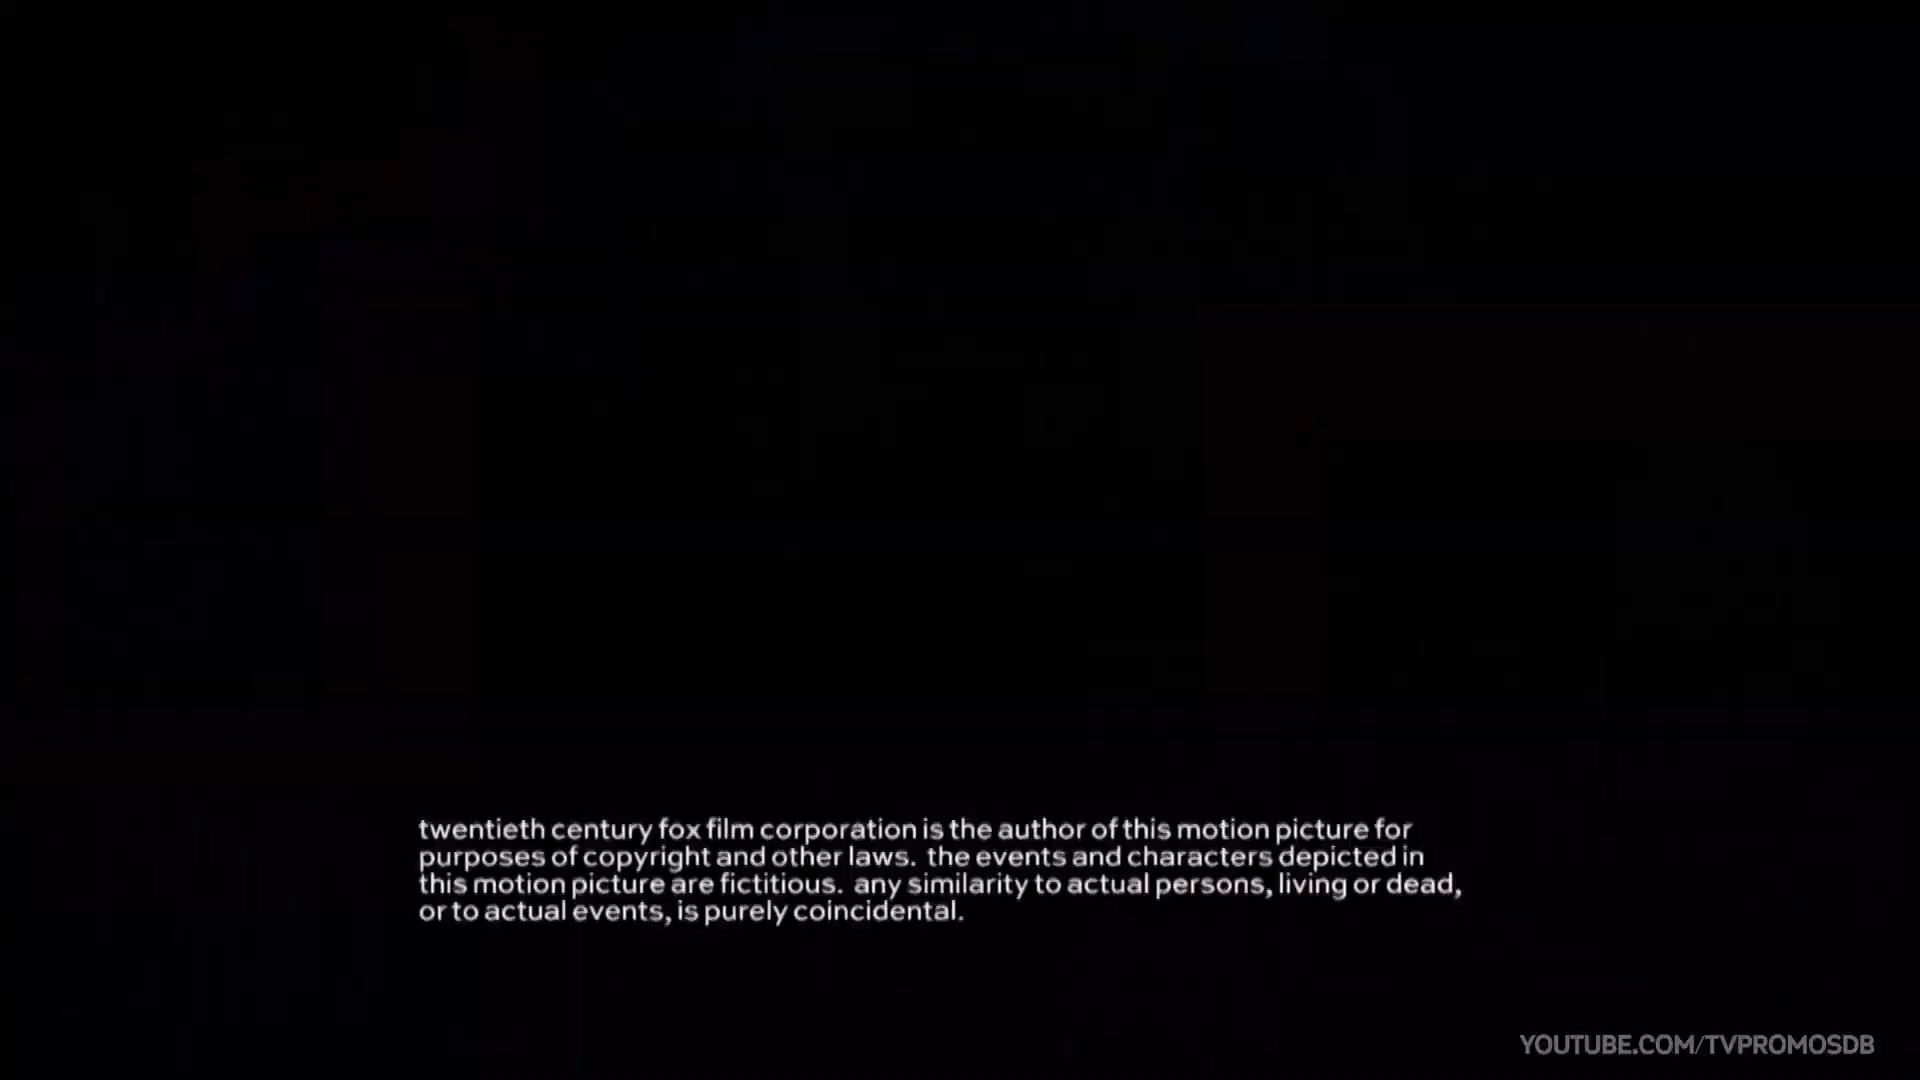 twentieth century fox film corporation is the author of this motion picture for
purposes of copyright and other laws.  the events and characters depicted in
this motion picture are fictitious.  any similarity to actual persons, living or dead,
or to actual events, is purely coincidental.
YOUTUBE.COM/TVPROMOSDB